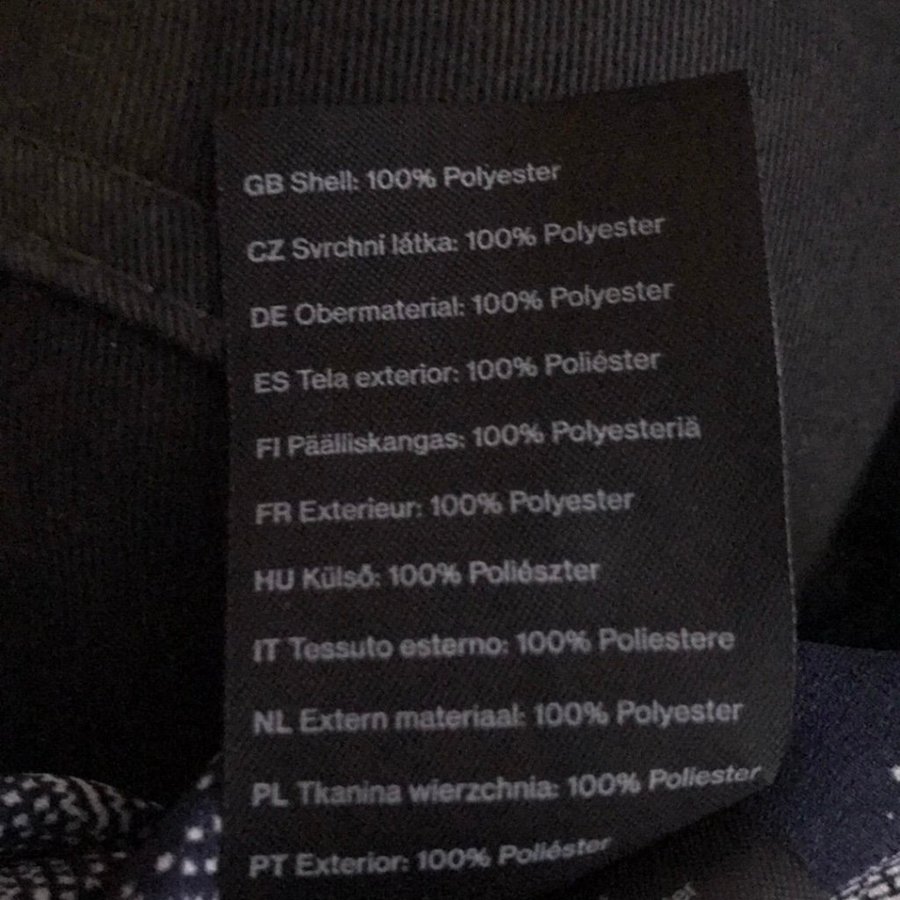 GB Shell: 100% Polyester
CZ Svrchní látka: 100% Polyester
DE Obermaterial: 100% Polyester
ES Tela exterior: 100% Poliéster
FI Päälliskangas: 100% Polyesteriä
FR Exterieur: 100% Polyester
HU Külső: 100% Poliészter
IT Tessuto esterno: 100% Poliestere
NL Extern materiaal: 100% Polyester
PL Tkanina wierzchnia: 100% Poliester
PT Exterior: 100% Poliéster